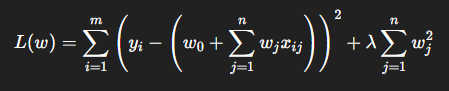 L(w) = \sum_{i=1}^{m} \left( y_i - \left( w_0 + \sum_{j=1}^{n} w_j x_{ij} \right) \right)^2 + \lambda \sum_{j=1}^{n} w_j^2